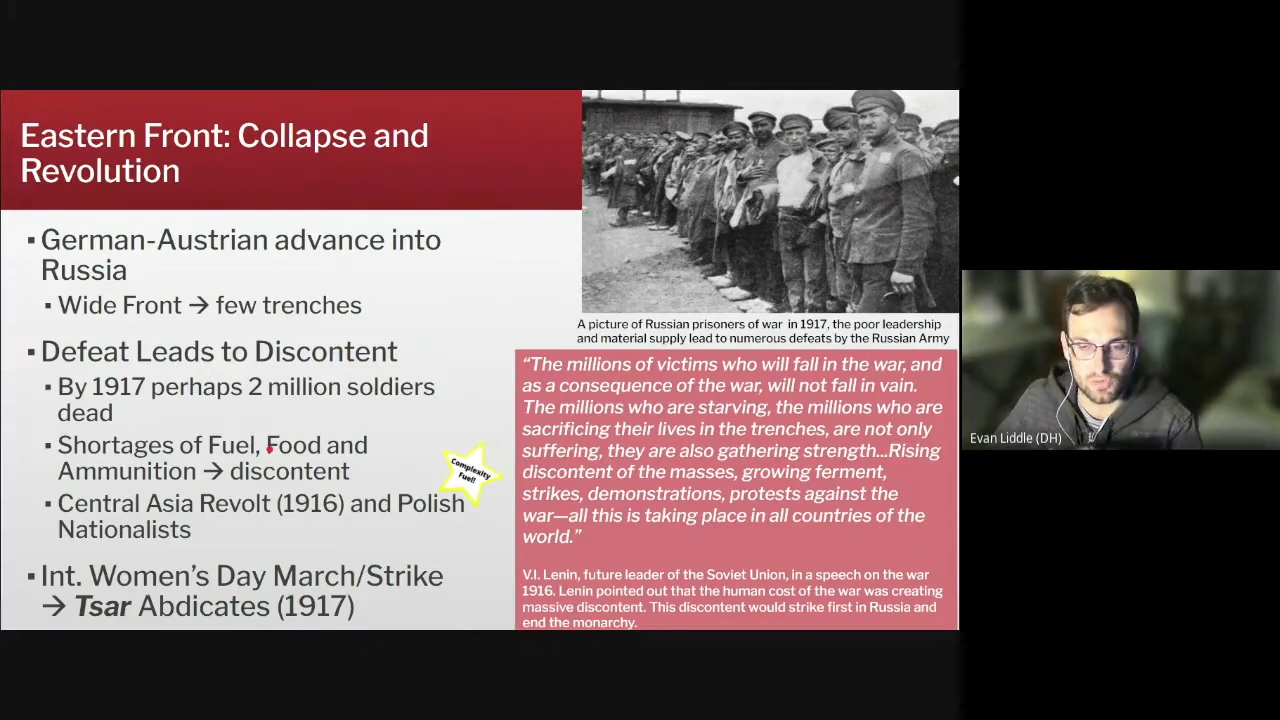 Eastern Front: Collapse and
Revolution
▪ German-Austrian advance into
Russia
▪ Wide Front → few trenches
▪ Defeat Leads to Discontent
▪ By 1917 perhaps 2 million soldiers
dead
▪ Shortages of Fuel, Food and
Ammunition → discontent
▪ Central Asia Revolt (1916) and Polish
Nationalists
▪ Int. Women's Day March/Strike
→ Tsar Abdicates (1917)
Complexity
Fuel!
A picture of Russian prisoners of war in 1917, the poor leadership
and material supply lead to numerous defeats by the Russian Army
“The millions of victims who will fall in the war, and
as a consequence of the war, will not fall in vain.
The millions who are starving, the millions who are
sacrificing their lives in the trenches, are not only
suffering, they are also gathering strength...Rising
discontent of the masses, growing ferment,
strikes, demonstrations, protests against the
war—all this is taking place in all countries of the
world.”
V.I. Lenin, future leader of the Soviet Union, in a speech on the war
1916. Lenin pointed out that the human cost of the war was creating
massive discontent. This discontent would strike first in Russia and
end the monarchy.
Evan Liddle (DH)